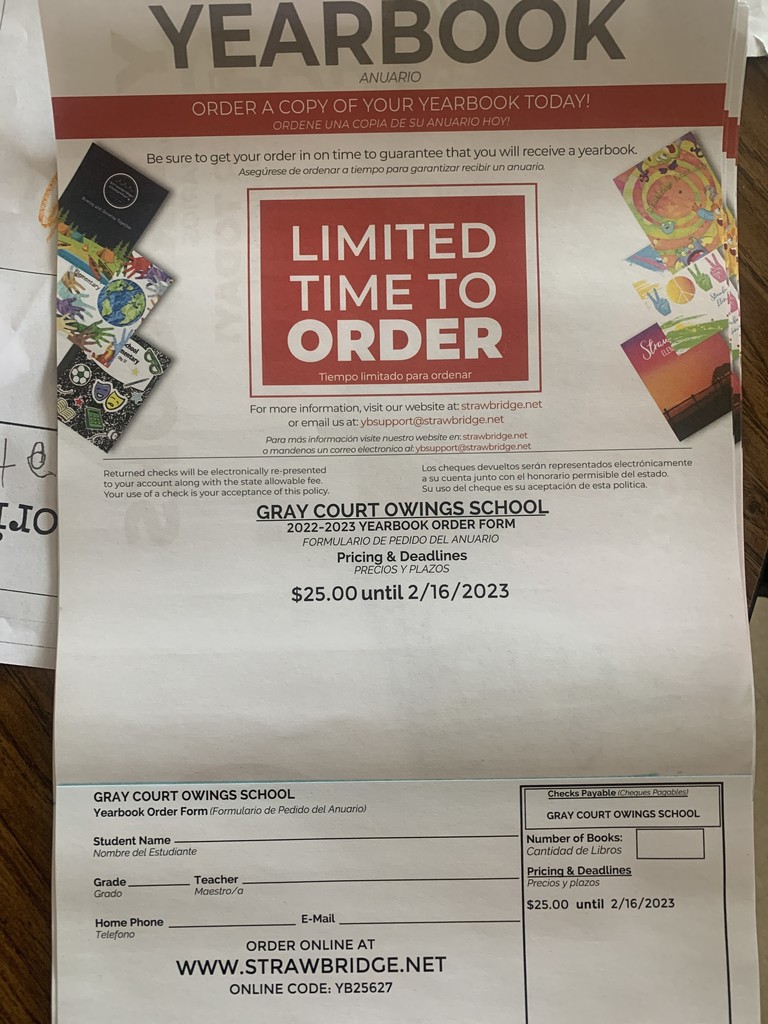 YEARBOOK
ANUARIO
ORDER A COPY OF YOUR YEARBOOK TODAY!
ORDENE UNA COPIA DE SU ANUARIO HOY!
Be sure to get your order in on time to guarantee that you will receive a yearbook.
Asegúrese de ordenar a tiempo para garantizar recibir un anuario.
LIMITED
TIME TO
ORDER
Tiempo limitado para ordenar
For more information, visit our website at: strawbridge.net
or email us at: ybsupport@strawbridge.net
Para más información visite nuestro website en: strawbridge.net
o mandenos un correo electronico al: ybsupport@strawbridge.net
Returned checks will be electronically re-presented
to your account along with the state allowable fee.
Your use of a check is your acceptance of this policy.
Los cheques devueltos serán representados electrónicamente
a su cuenta junto con el honorario permisible del estado.
Su uso del cheque es su aceptación de esta politica.
GRAY COURT OWINGS SCHOOL
2022-2023 YEARBOOK ORDER FORM
FORMULARIO DE PEDIDO DEL ANUARIO
Pricing & Deadlines
PRECIOS Y PLAZOS
$25.00 until 2/16/2023
GRAY COURT OWINGS SCHOOL
Yearbook Order Form (Formulario de Pedido del Anuario)
Student Name
Nombre del Estudiante
Grade Teacher
Grado Maestro/a
Home Phone E-Mail
Telefono
ORDER ONLINE AT
WWW.STRAWBRIDGE.NET
ONLINE CODE: YB25627
Checks Payable (Cheques Pagables)
GRAY COURT OWINGS SCHOOL
Number of Books:
Cantidad de Libros
Pricing & Deadlines
Precios y plazos
$25.00 until 2/16/2023